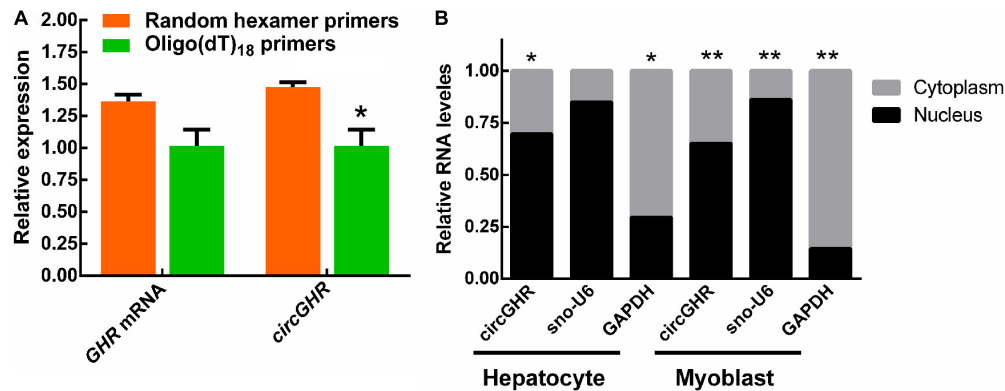 A
Relative expression
2.00
1.75
1.50
1.25
1.00
0.75
0.50
0.25
0.00
Random hexamer primers
Oligo(dT)18 primers
*
GHR mRNA
circGHR
B
Relative RNA leveles
1.00
0.75
0.50
0.25
0.00
* * ** ** **
Cytoplasm
Nucleus
circGHR
sno-U6
GAPDH
circGHR
sno-U6
GAPDH
Hepatocyte
Myoblast